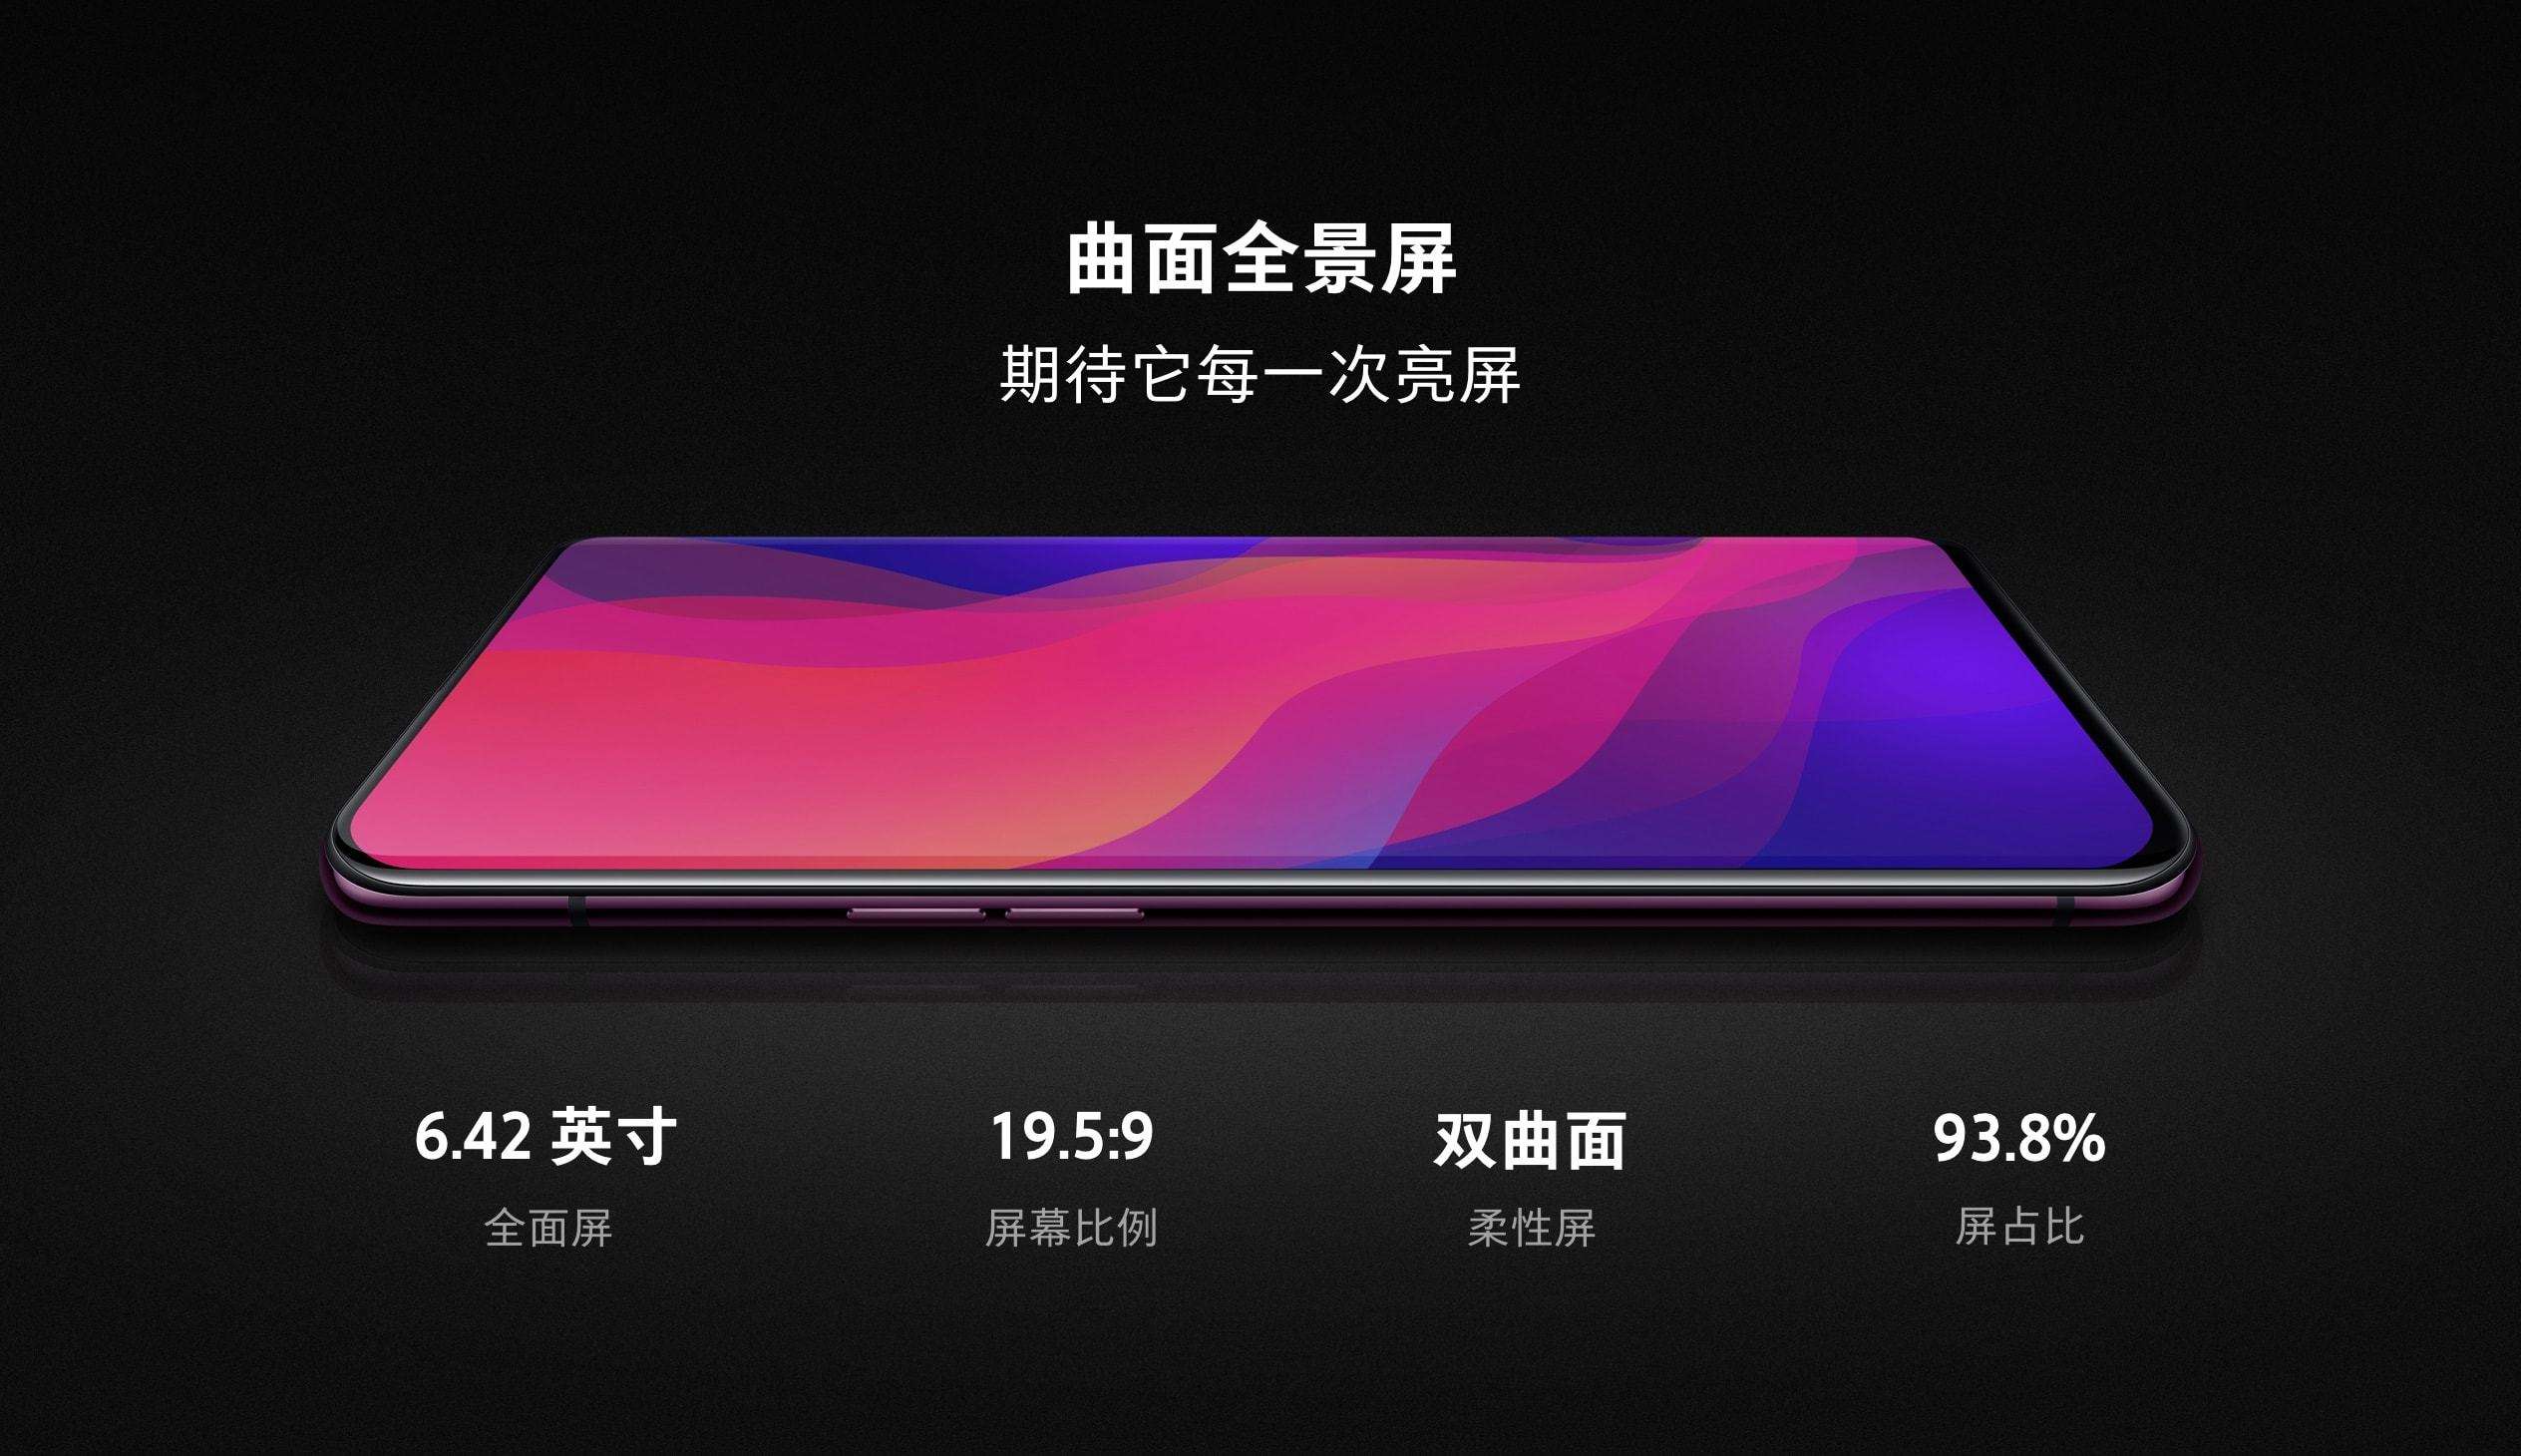 曲面全景屏
期待它每一次亮屏
6.42 英寸
全面屏
19.5:9
屏幕比例
双曲面
柔性屏
93.8%
屏占比